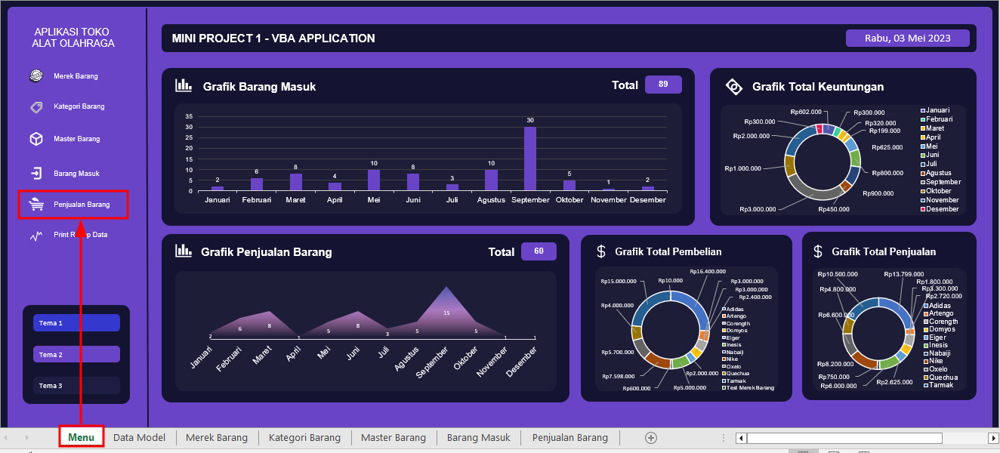 APLIKASI TOKO
ALAT OLAHRAGA
Merek Barang
Kategori Barang
Master Barang
Barang Masuk
Penjualan Barang
Print Rekap Data
Tema 1
Tema 2
Tema 3
MINI PROJECT 1 - VBA APPLICATION
Rabu, 03 Mei 2023
Grafik Barang Masuk
Total 89
35
30
25
20
15
10
5
0
2 6 8 4 10 8 3 10 30 5 1 2
Januari Februari Maret April Mei Juni Juli Agustus September Oktober November Desember
Grafik Total Keuntungan
Rp602.000
Rp300.000
Rp320.000
Rp199.000
Rp625.000
Rp800.000
Rp900.000
Rp450.000
Rp3.000.000
Rp1.000.000
Rp2.000.000
Rp300.000
Januari
Februari
Maret
April
Mei
Juni
Juli
Agustus
September
Oktober
November
Desember
Grafik Penjualan Barang
Total 60
2 6 8 1 5 8 3 5 15 5 1 1
Januari Februari Maret April Mei Juni Juli Agustus September Oktober November Desember
Grafik Total Pembelian
Rp16.400.000
Rp3.000.000
Rp3.000.000
Rp2.400.000
Rp2.000.000
Rp5.000.000
Rp600.000
Rp7.598.000
Rp5.700.000
Rp4.000.000
Rp15.000.000
Rp10.000
Adidas
Artengo
Corength
Domyos
Eiger
Inesis
Nabaiji
Nike
Oxelo
Quechua
Tarmak
Test Merek Barang
Grafik Total Penjualan
Rp13.799.000
Rp1.800.000
Rp3.300.000
Rp2.720.000
Rp2.625.000
Rp6.000.000
Rp750.000
Rp8.200.000
Rp6.600.000
Rp4.800.000
Rp10.500.000
Adidas
Artengo
Corength
Domyos
Eiger
Inesis
Nabaiji
Nike
Oxelo
Quechua
Tarmak
Menu Data Model Merek Barang Kategori Barang Master Barang Barang Masuk Penjualan Barang